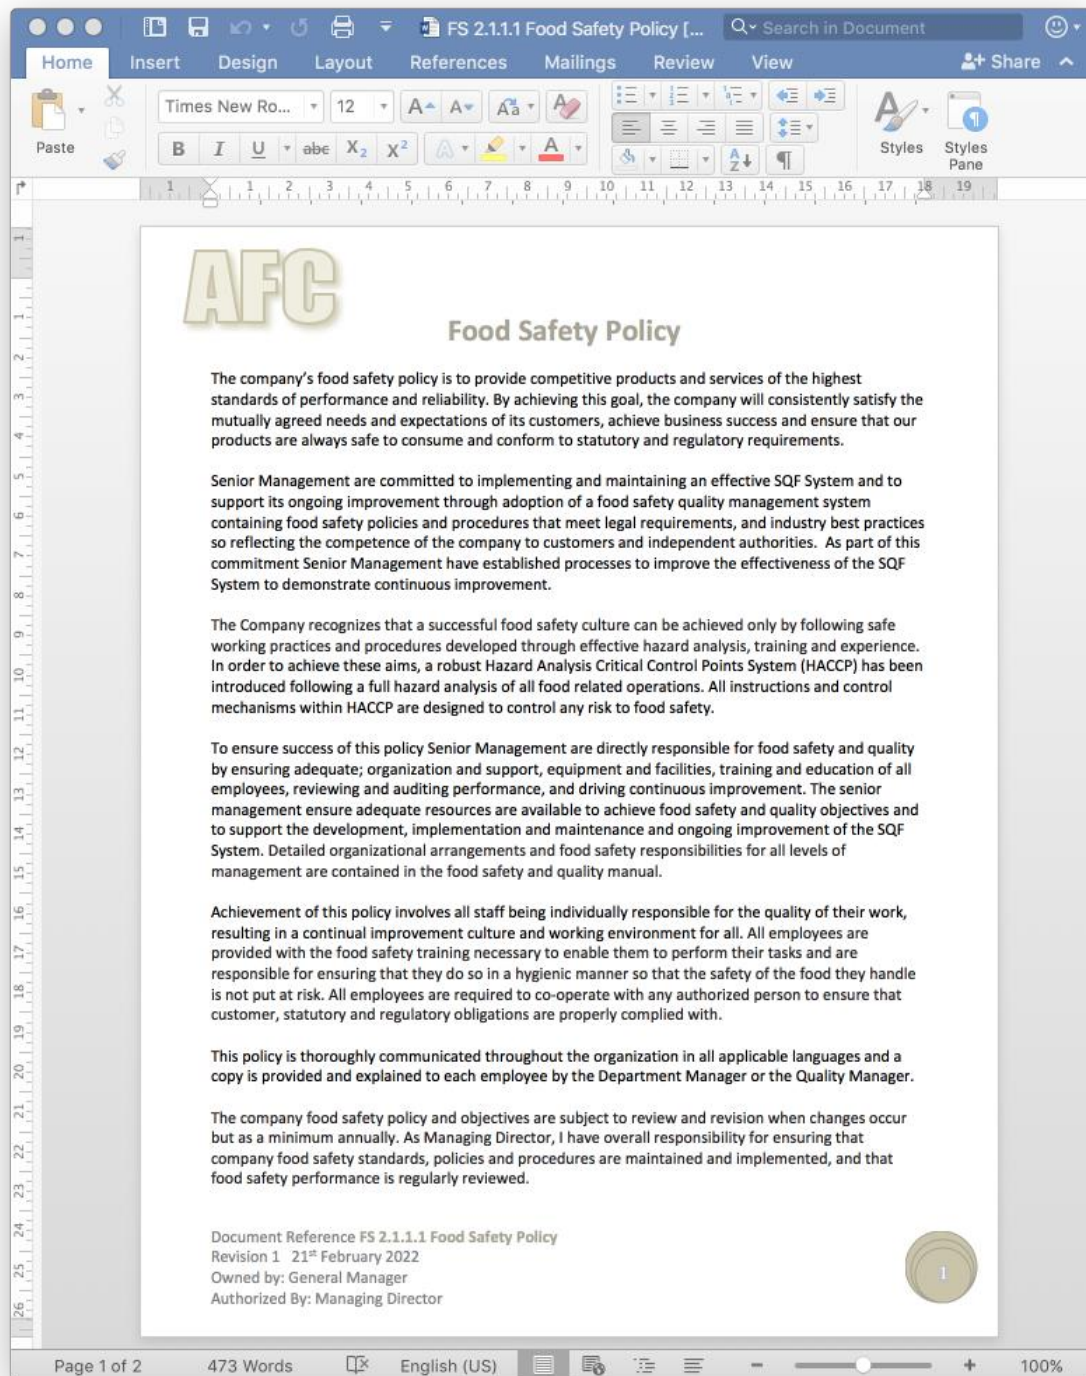 FS 2.1.1.1 Food Safety Policy [...
Search in Document
Home Insert Design Layout References Mailings Review View Share
Paste
Times New Ro... 12 A A Aa A
B I U abc X2 X2 A A
A Z
Styles
Styles Pane
1 1 2 3 4 5 6 7 8 9 10 11 12 13 14 15 16 17 18 19
AFC
Food Safety Policy
The company’s food safety policy is to provide competitive products and services of the highest
standards of performance and reliability. By achieving this goal, the company will consistently satisfy the
mutually agreed needs and expectations of its customers, achieve business success and ensure that our
products are always safe to consume and conform to statutory and regulatory requirements.
Senior Management are committed to implementing and maintaining an effective SQF System and to
support its ongoing improvement through adoption of a food safety quality management system
containing food safety policies and procedures that meet legal requirements, and industry best practices
so reflecting the competence of the company to customers and independent authorities.  As part of this
commitment Senior Management have established processes to improve the effectiveness of the SQF
System to demonstrate continuous improvement.
The Company recognizes that a successful food safety culture can be achieved only by following safe
working practices and procedures developed through effective hazard analysis, training and experience.
In order to achieve these aims, a robust Hazard Analysis Critical Control Points System (HACCP) has been
introduced following a full hazard analysis of all food related operations. All instructions and control
mechanisms within HACCP are designed to control any risk to food safety.
To ensure success of this policy Senior Management are directly responsible for food safety and quality
by ensuring adequate; organization and support, equipment and facilities, training and education of all
employees, reviewing and auditing performance, and driving continuous improvement. The senior
management ensure adequate resources are available to achieve food safety and quality objectives and
to support the development, implementation and maintenance and ongoing improvement of the SQF
System. Detailed organizational arrangements and food safety responsibilities for all levels of
management are contained in the food safety and quality manual.
Achievement of this policy involves all staff being individually responsible for the quality of their work,
resulting in a continual improvement culture and working environment for all. All employees are
provided with the food safety training necessary to enable them to perform their tasks and are
responsible for ensuring that they do so in a hygienic manner so that the safety of the food they handle
is not put at risk. All employees are required to co-operate with any authorized person to ensure that
customer, statutory and regulatory obligations are properly complied with.
This policy is thoroughly communicated throughout the organization in all applicable languages and a
copy is provided and explained to each employee by the Department Manager or the Quality Manager.
The company food safety policy and objectives are subject to review and revision when changes occur
but as a minimum annually. As Managing Director, I have overall responsibility for ensuring that
company food safety standards, policies and procedures are maintained and implemented, and that
food safety performance is regularly reviewed.
Document Reference FS 2.1.1.1 Food Safety Policy
Revision 1 21st February 2022
Owned by: General Manager
Authorized By: Managing Director
1
Page 1 of 2 473 Words English (US) 100%